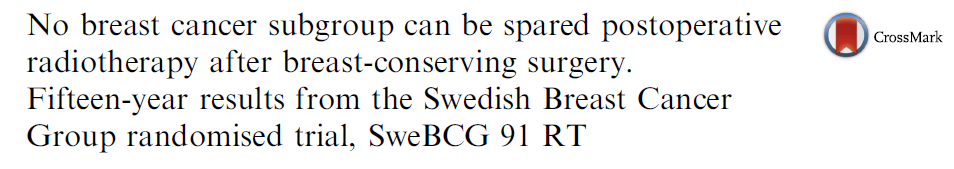 No breast cancer subgroup can be spared postoperative
radiotherapy after breast-conserving surgery.
Fifteen-year results from the Swedish Breast Cancer
Group randomised trial, SweBCG 91 RT
CrossMark